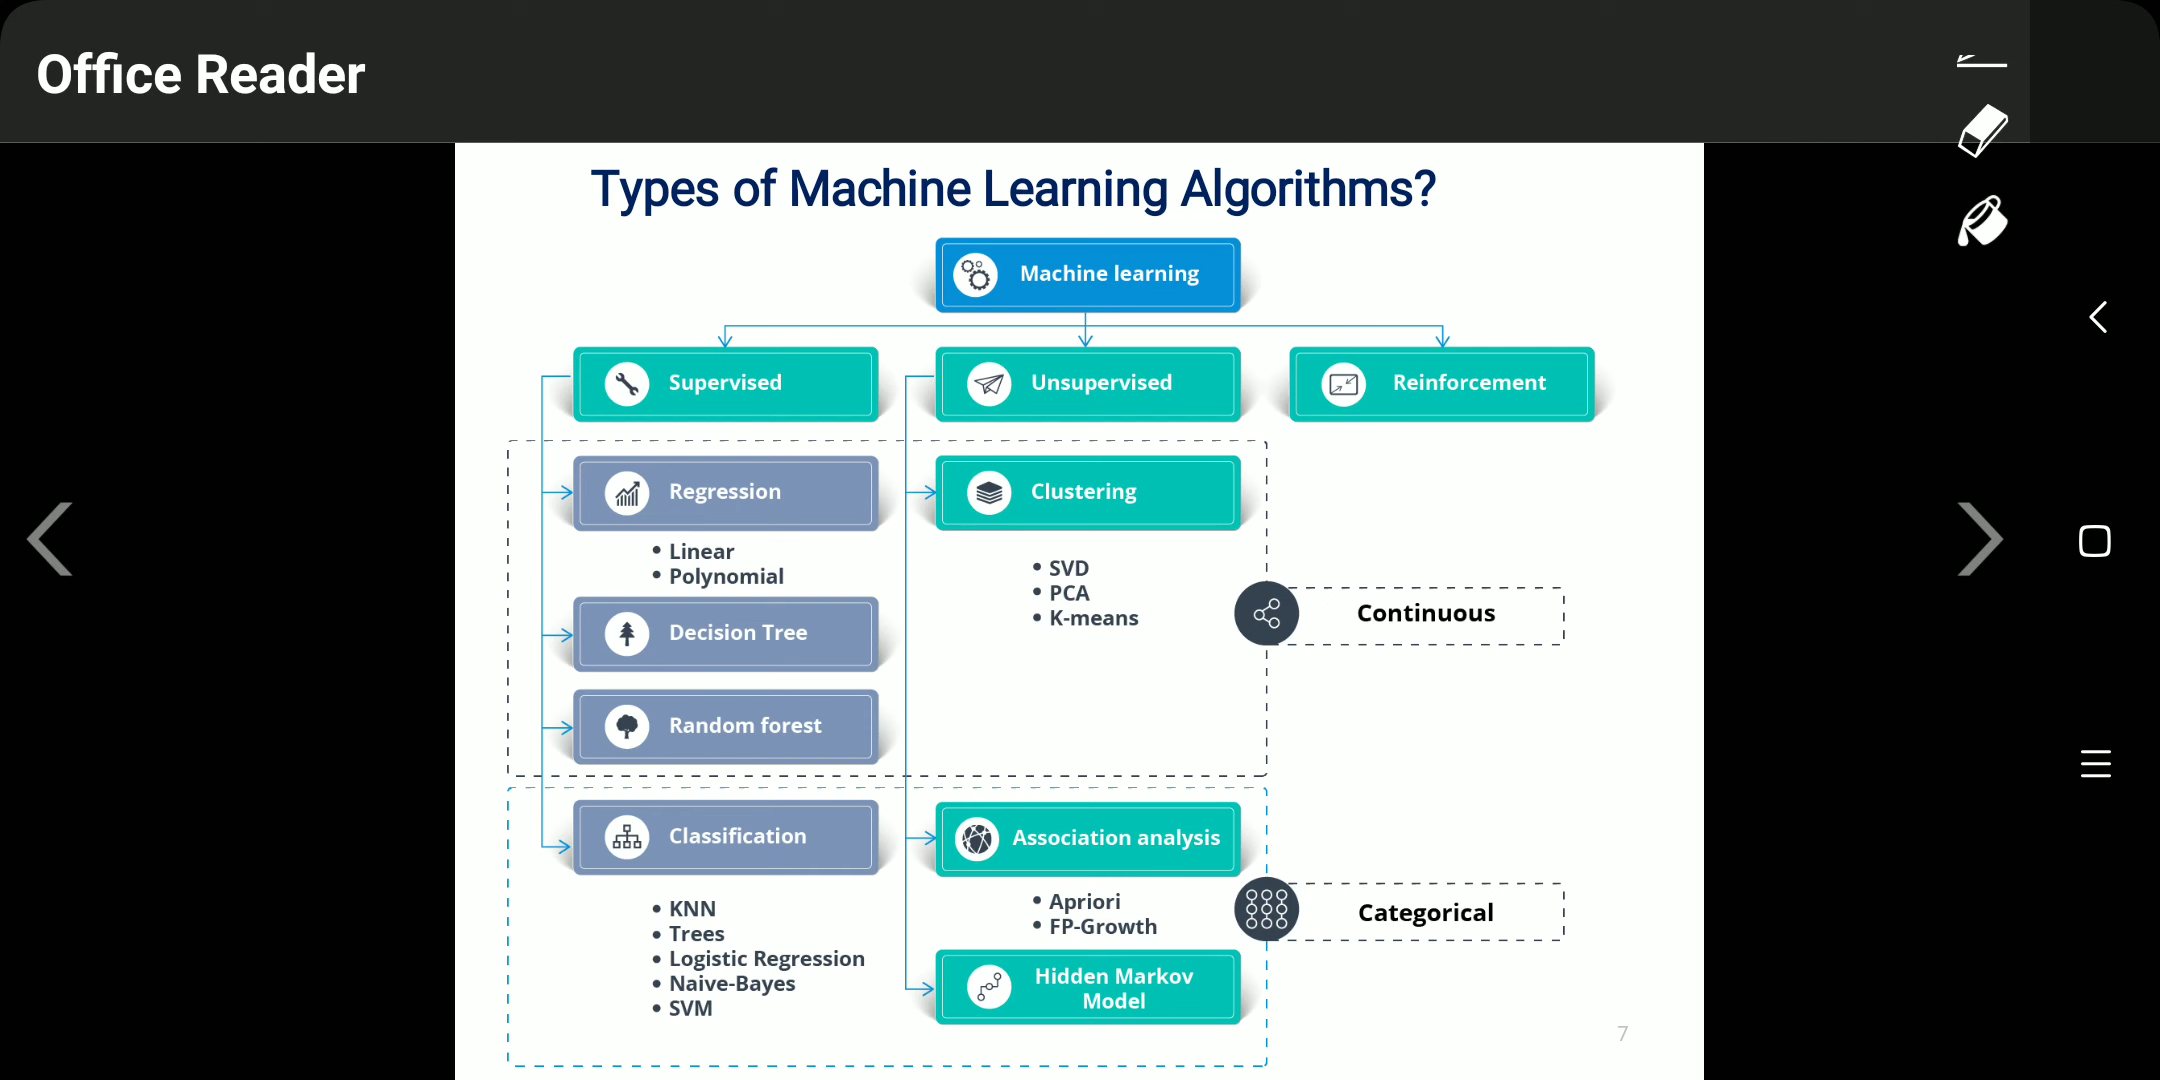 Office Reader
Types of Machine Learning Algorithms?
Machine learning
Supervised
Unsupervised
Reinforcement
Regression
• Linear
• Polynomial
Decision Tree
Random forest
Clustering
• SVD
• PCA
• K-means
Continuous
Classification
• KNN
• Trees
• Logistic Regression
• Naive-Bayes
• SVM
Association analysis
• Apriori
• FP-Growth
Hidden Markov
Model
Categorical
7